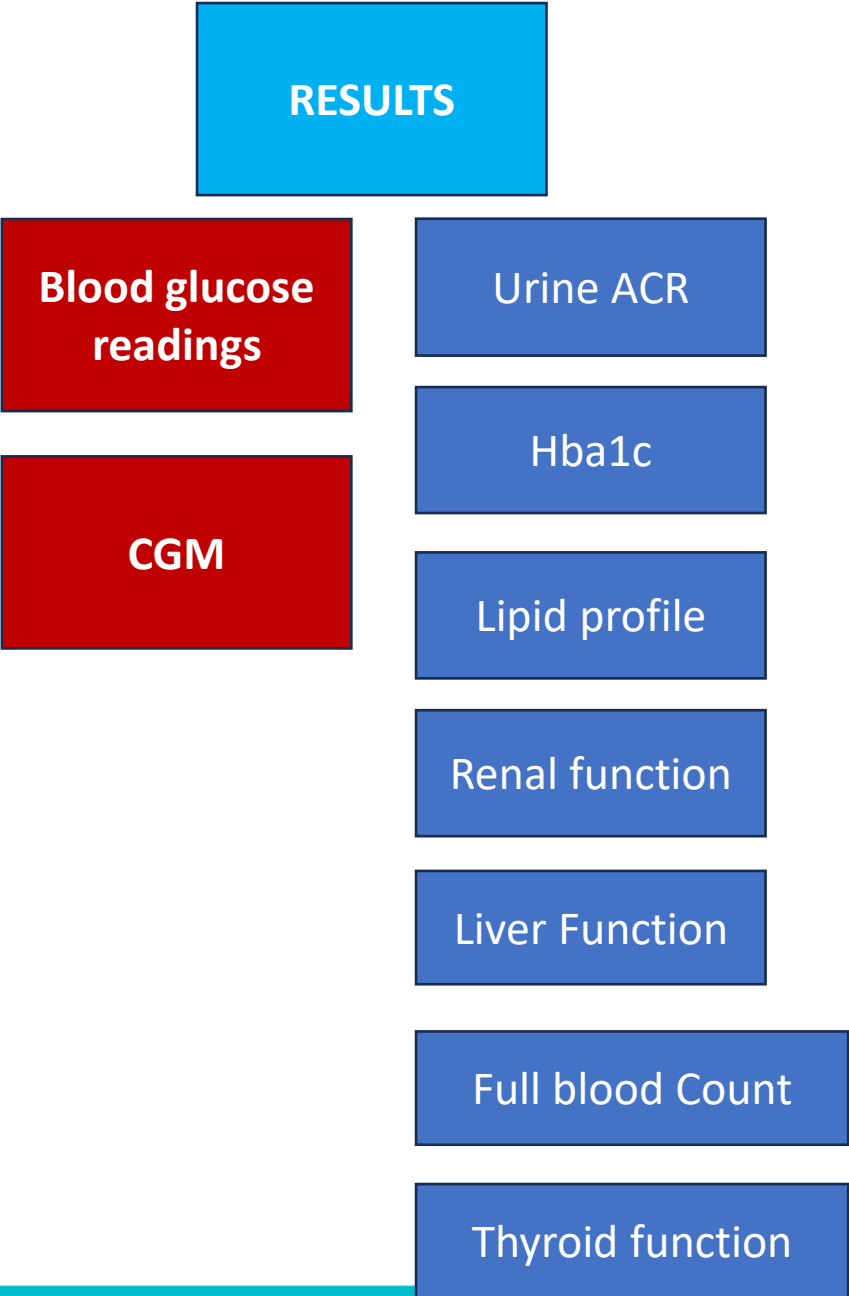 RESULTS
Blood glucose
readings
CGM
Urine ACR
Hba1c
Lipid profile
Renal function
Liver Function
Full blood Count
Thyroid function